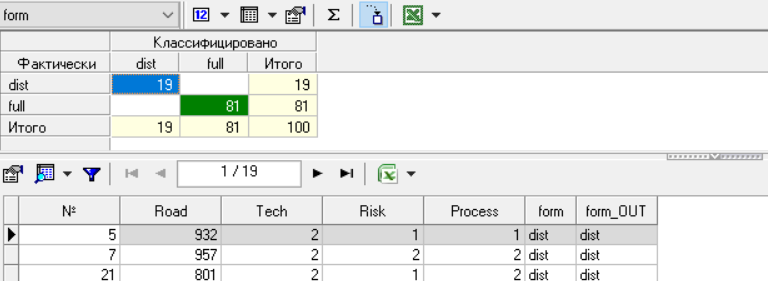 form 12 Σ
Классифицировано
Фактически dist full Итого
dist 19 19
full 81 81
Итого 19 81 100
1 / 19
№ Road Tech Risk Process form form_OUT
5 932 2 1 1 dist dist
7 957 2 2 2 dist dist
21 801 2 1 2 dist dist